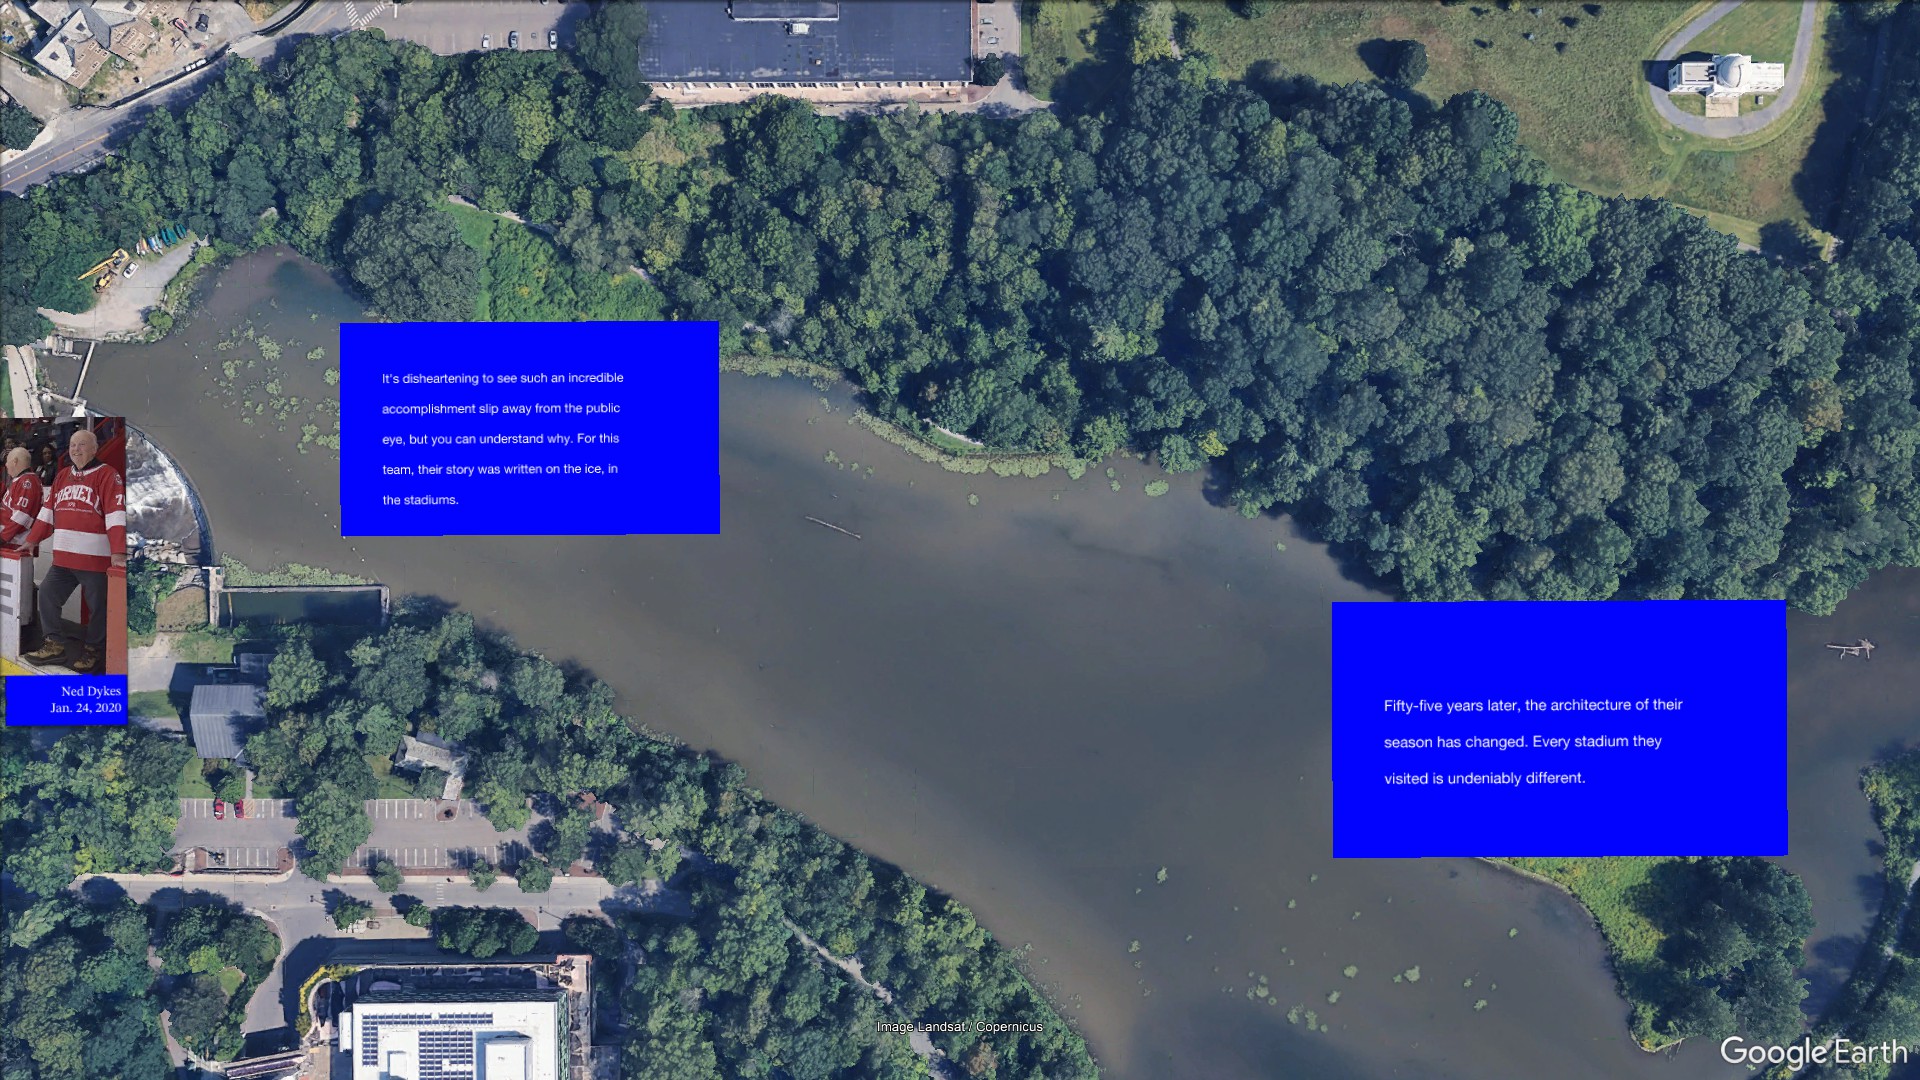 It's disheartening to see such an incredible
accomplishment slip away from the public
eye, but you can understand why. For this
team, their story was written on the ice, in
the stadiums.
10
CORNELL
7
Ned Dykes
Jan. 24, 2020
Fifty-five years later, the architecture of their
season has changed. Every stadium they
visited is undeniably different.
Image Landsat / Copernicus
Google Earth